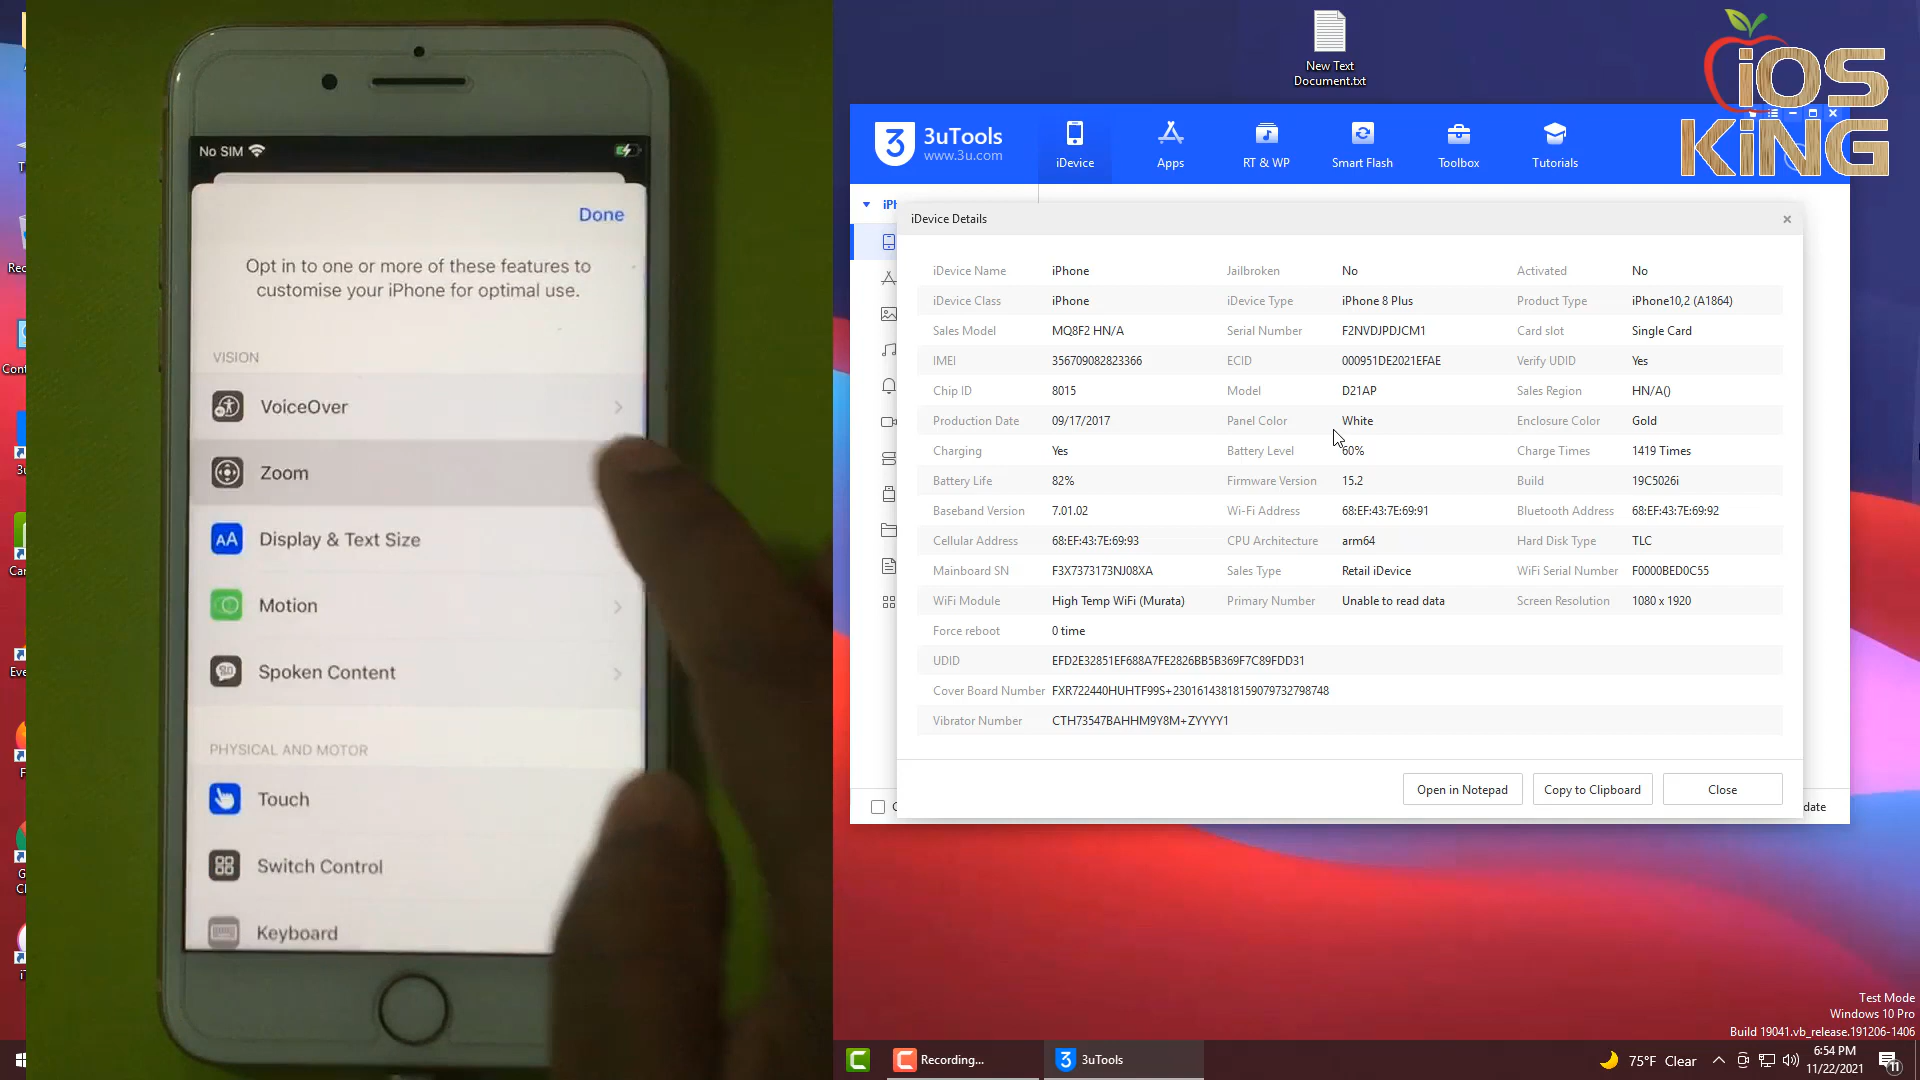 No SIM
Done
Opt in to one or more of these features to
customise your iPhone for optimal use.
VISION
VoiceOver
Zoom
AA
Display & Text Size
Motion
Spoken Content
PHYSICAL AND MOTOR
Touch
Switch Control
Keyboard
New Text
Document.txt
iOS
KiNG
3
3uTools
www.3u.com
iDevice
Apps
RT & WP
Smart Flash
Toolbox
Tutorials
iDevice Details
iDevice Name iPhone Jailbroken No Activated No
iDevice Class iPhone iDevice Type iPhone 8 Plus Product Type iPhone10,2 (A1864)
Sales Model MQ8F2 HN/A Serial Number F2NVDJPDJCM1 Card slot Single Card
IMEI 356709082823366 ECID 000951DE2021EFAE Verify UDID Yes
Chip ID 8015 Model D21AP Sales Region HN/A()
Production Date 09/17/2017 Panel Color White Enclosure Color Gold
Charging Yes Battery Level 60% Charge Times 1419 Times
Battery Life 82% Firmware Version 15.2 Build 19C5026i
Baseband Version 7.01.02 Wi-Fi Address 68:EF:43:7E:69:91 Bluetooth Address 68:EF:43:7E:69:92
Cellular Address 68:EF:43:7E:69:93 CPU Architecture arm64 Hard Disk Type TLC
Mainboard SN F3X7373173NJ08XA Sales Type Retail iDevice WiFi Serial Number F0000BED0C55
WiFi Module High Temp WiFi (Murata) Primary Number Unable to read data Screen Resolution 1080 x 1920
Force reboot 0 time
UDID EFD2E32851EF688A7FE2826BB5B369F7C89FDD31
Cover Board Number FXR722440HUHTF99S+23016143818159079732798748
Vibrator Number CTH73547BAHHM9Y8M+ZYYYY1
Open in Notepad
Copy to Clipboard
Close
Test Mode
Windows 10 Pro
Build 19041.vb_release.191206-1406
Recording...
3uTools
75°F Clear
6:54 PM
11/22/2021
11